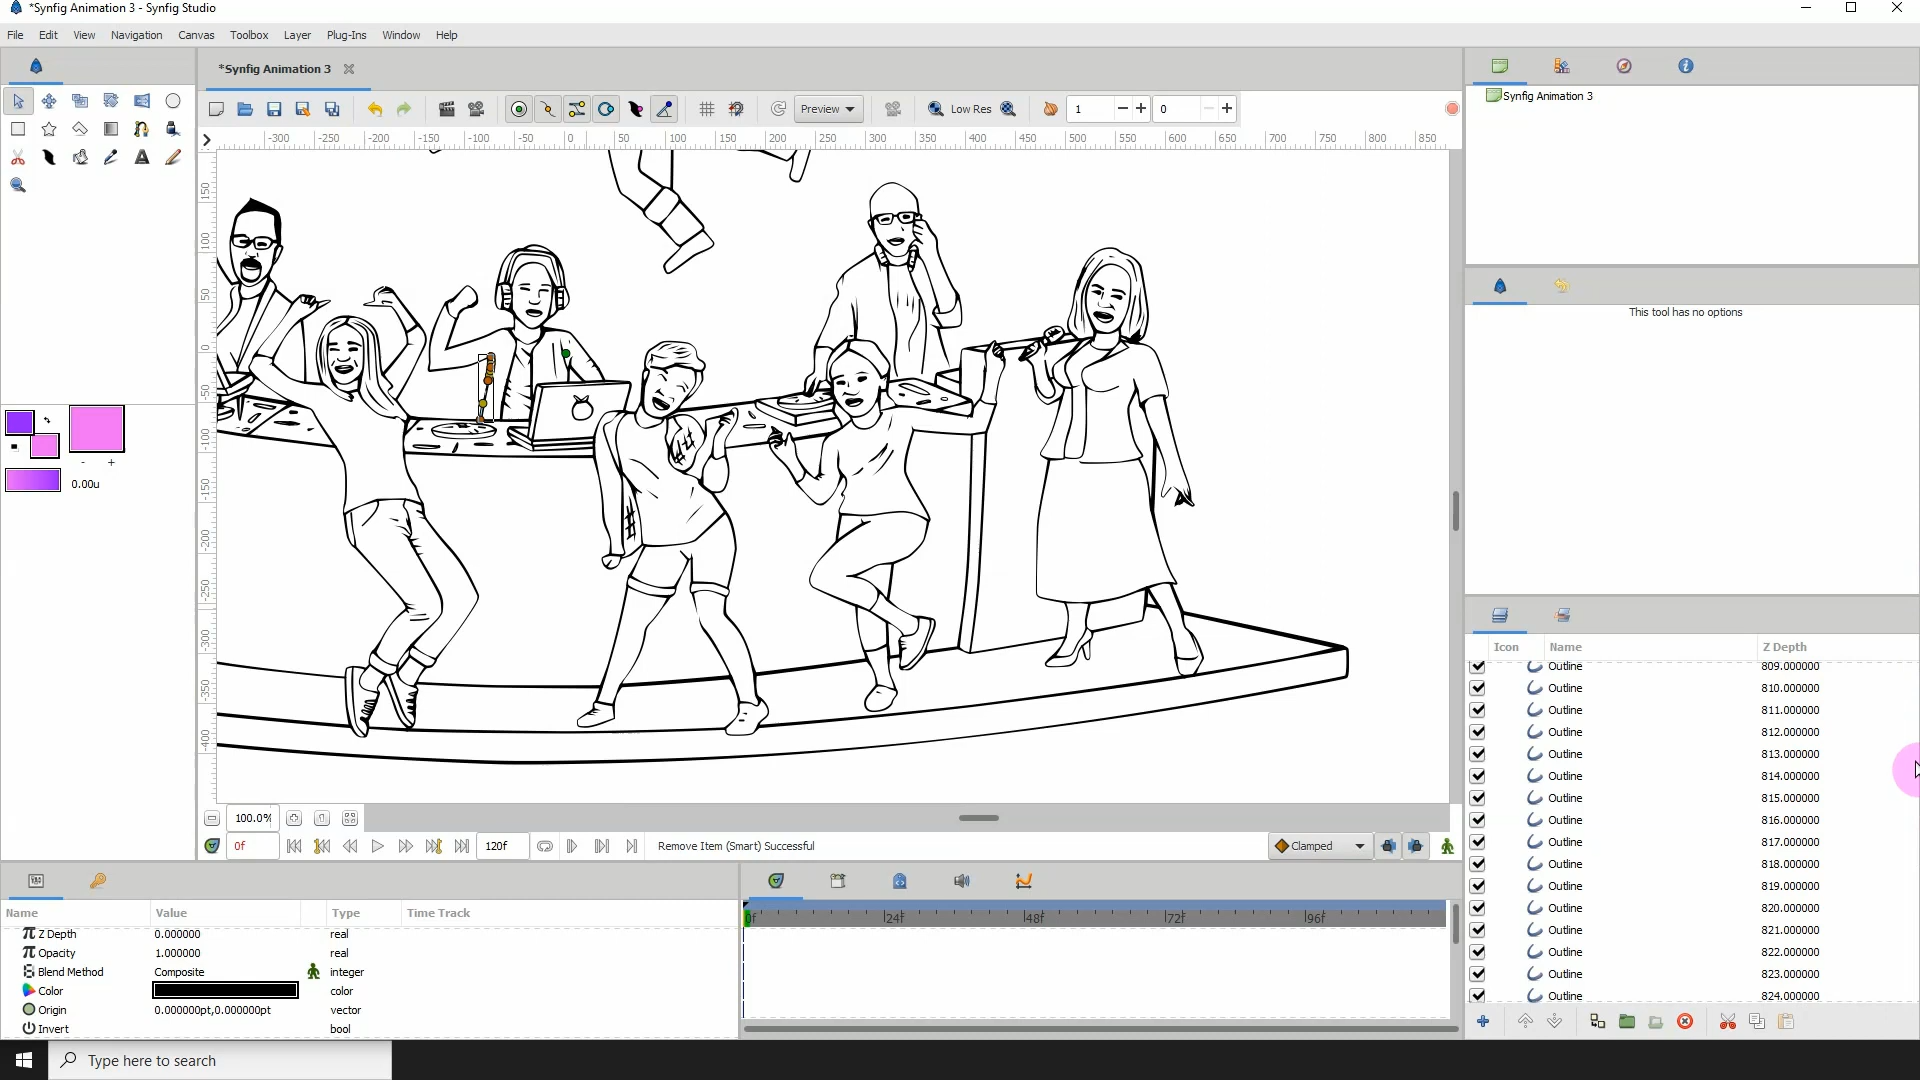 *Synfig Animation 3 - Synfig Studio
File Edit View Navigation Canvas Toolbox Layer Plug-Ins Window Help
*Synfig Animation 3
Preview Low Res 1 0
-300 -250 -200 -150 -100 -50 0 50 100 150 200 250 300 350 400 450 500 550 600 650 700 750 800 850
150
100
50
0
-50
-100
-150
-200
-250
-300
-350
-400
- +
0.00u
100.0%
0f 120f Remove Item (Smart) Successful Clamped
Name Value Type Time Track
Z Depth 0.000000 real
Opacity 1.000000 real
Blend Method Composite integer
Color color
Origin 0.000000pt,0.000000pt vector
Invert bool
0f 24f 48f 72f 96f
Synfig Animation 3
This tool has no options
Icon Name Z Depth
Outline 809.000000
Outline 810.000000
Outline 811.000000
Outline 812.000000
Outline 813.000000
Outline 814.000000
Outline 815.000000
Outline 816.000000
Outline 817.000000
Outline 818.000000
Outline 819.000000
Outline 820.000000
Outline 821.000000
Outline 822.000000
Outline 823.000000
Outline 824.000000
Type here to search